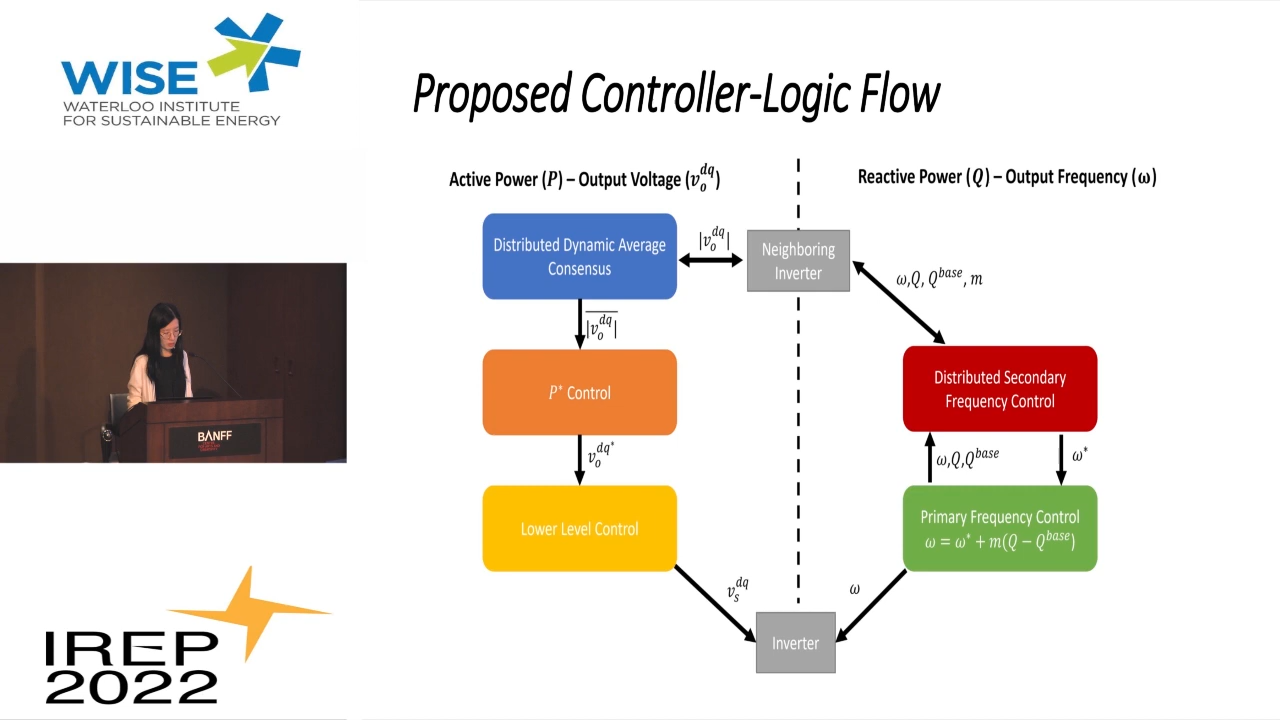 WISE
WATERLOO INSTITUTE
FOR SUSTAINABLE ENERGY
Proposed Controller-Logic Flow
Active Power (P) – Output Voltage (v_o^{dq})
Reactive Power (Q) – Output Frequency (ω)
Distributed Dynamic Average
Consensus
|v_o^{dq}|
Neighboring
Inverter
ω,Q, Q^{base}, m
\overline{|v_o^{dq}|}
P* Control
Distributed Secondary
Frequency Control
v_o^{dq*}
ω,Q,Q^{base}
ω*
Lower Level Control
Primary Frequency Control
ω = ω* + m(Q − Q^{base})
v_s^{dq}
ω
Inverter
BANFF
IREP
2022